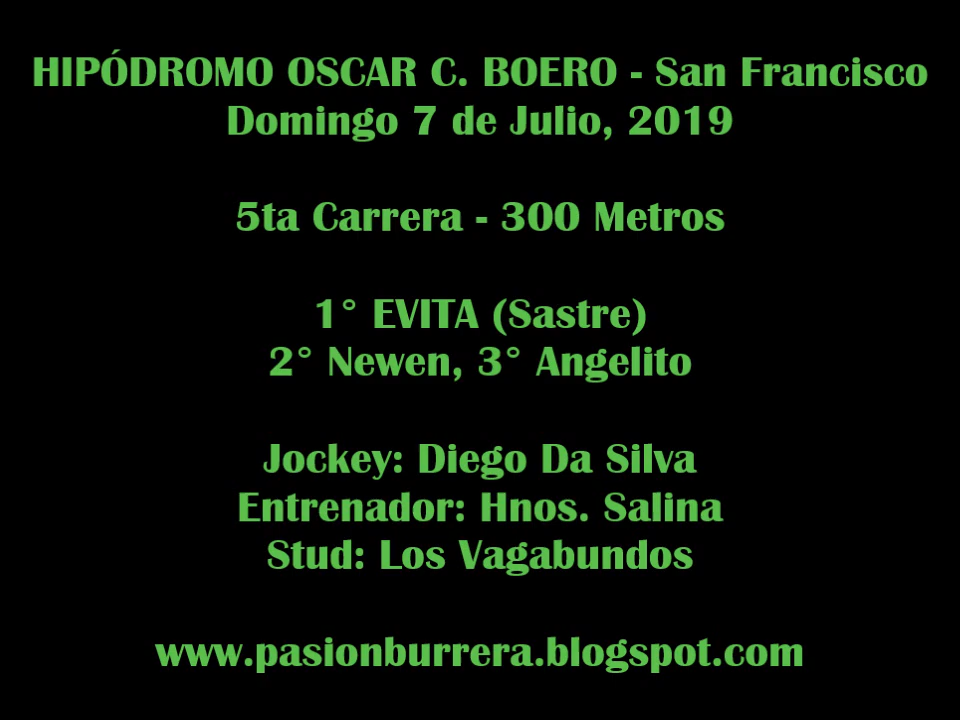 HIPÓDROMO OSCAR C. BOERO - San Francisco
Domingo 7 de Julio, 2019
5ta Carrera - 300 Metros
1° EVITA (Sastre)
2° Newen, 3° Angelito
Jockey: Diego Da Silva
Entrenador: Hnos. Salina
Stud: Los Vagabundos
www.pasionburrera.blogspot.com